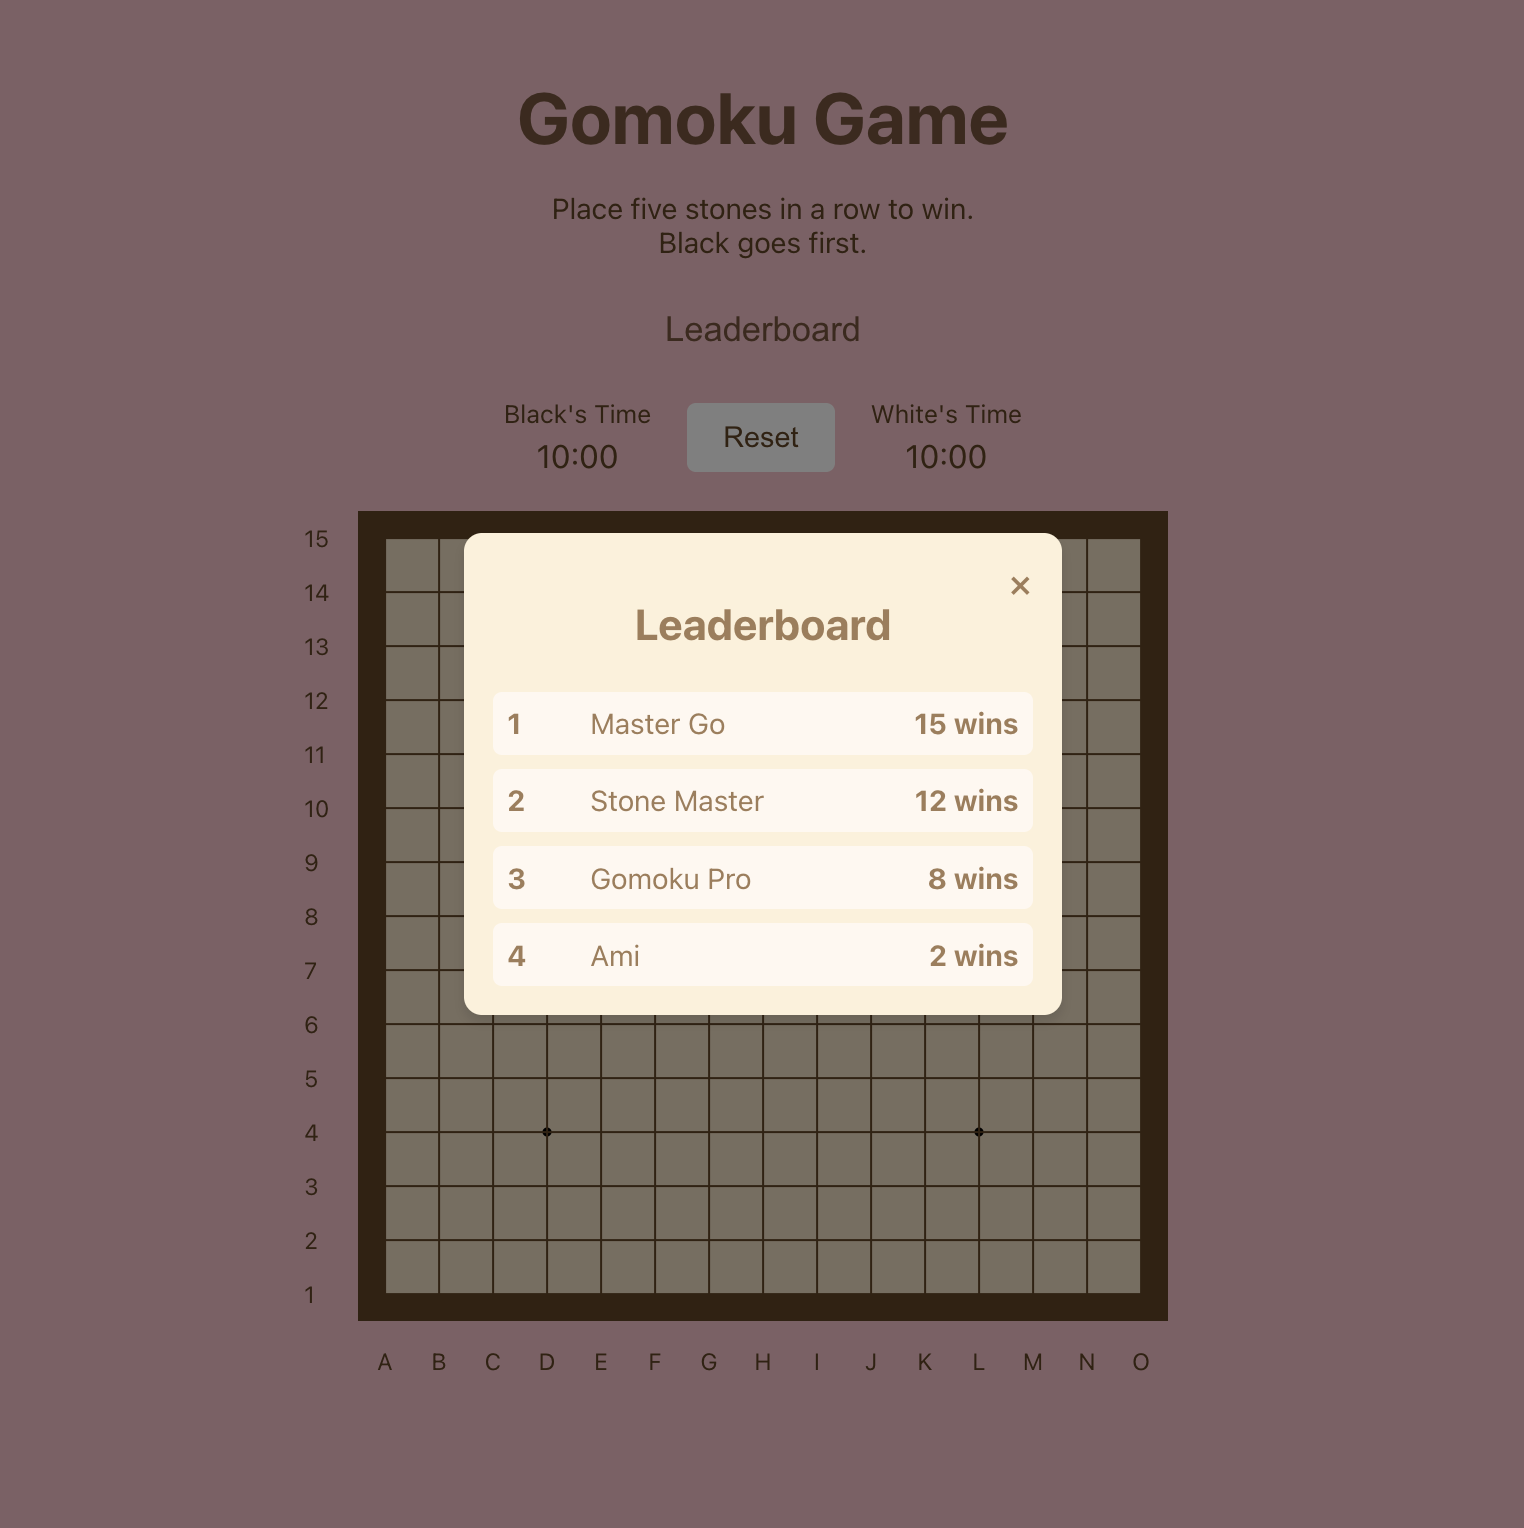 Gomoku Game
Place five stones in a row to win.
Black goes first.
Leaderboard
Black's Time
10:00
Reset
White's Time
10:00
×
Leaderboard
1 Master Go 15 wins
2 Stone Master 12 wins
3 Gomoku Pro 8 wins
4 Ami 2 wins
15
14
13
12
11
10
9
8
7
6
5
4
3
2
1
A B C D E F G H I J K L M N O